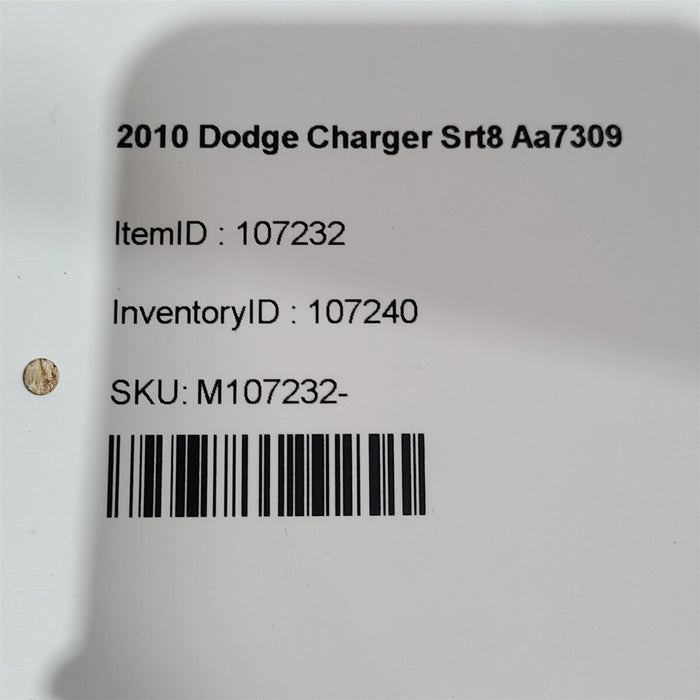 2010 Dodge Charger Srt8 Aa7309
ItemID : 107232
InventoryID : 107240
SKU: M107232-